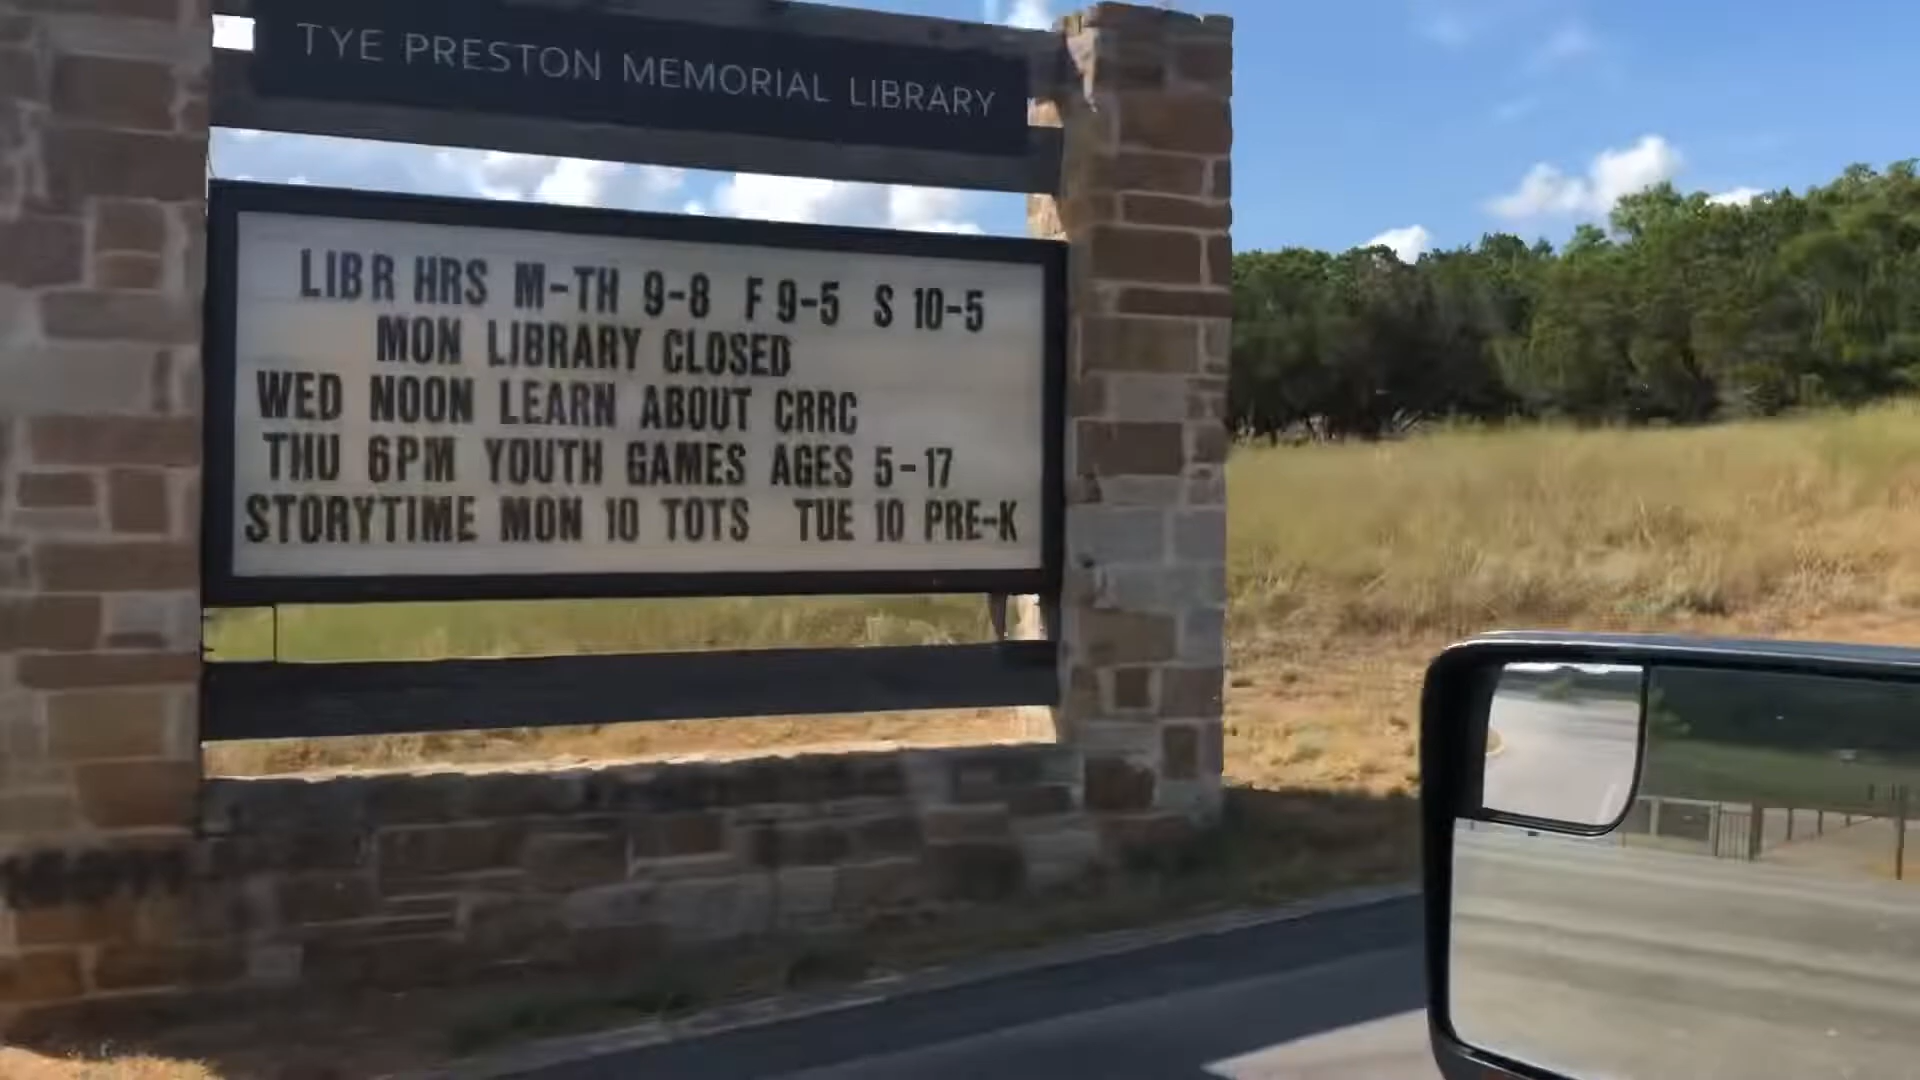 TYE PRESTON MEMORIAL LIBRARY
LIBR HRS M-TH 9-8 F 9-5 S 10-5
MON LIBRARY CLOSED
WED NOON LEARN ABOUT CRRC
THU 6PM YOUTH GAMES AGES 5-17
STORYTIME MON 10 TOTS TUE 10 PRE-K